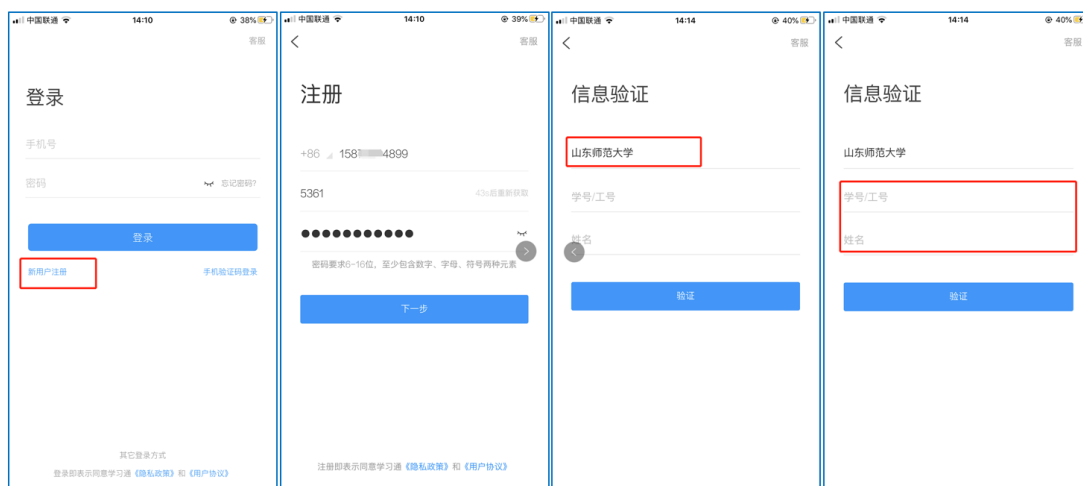 中国联通
14:10
38%
客服
登录
手机号
密码
忘记密码?
登录
新用户注册
手机验证码登录
其它登录方式
登录即表示同意学习通《隐私政策》和《用户协议》
中国联通
14:10
39%
客服
注册
+86
158
4899
5361
43s后重新获取
密码要求6-16位，至少包含数字、字母、符号两种元素
下一步
注册即表示同意学习通《隐私政策》和《用户协议》
中国联通
14:14
40%
客服
信息验证
山东师范大学
学号/工号
姓名
验证
中国联通
14:14
40%
客服
信息验证
山东师范大学
学号/工号
姓名
验证